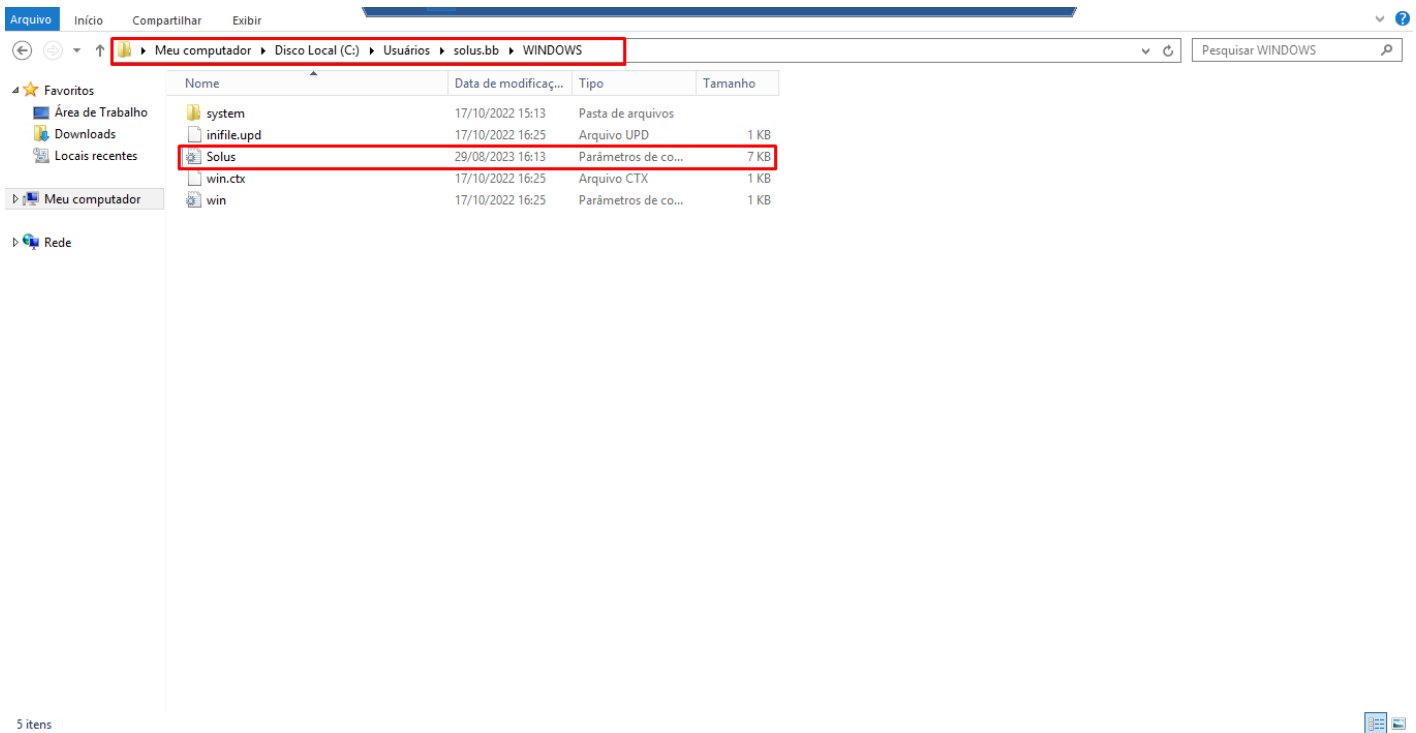 Arquivo Início Compartilhar Exibir
Meu computador Disco Local (C:) Usuários solus.bb WINDOWS Pesquisar WINDOWS
Favoritos
Área de Trabalho
Downloads
Locais recentes
Meu computador
Rede
Nome Data de modificaç... Tipo Tamanho
system 17/10/2022 15:13 Pasta de arquivos
inifile.upd 17/10/2022 16:25 Arquivo UPD 1 KB
Solus 29/08/2023 16:13 Parâmetros de co... 7 KB
win.ctx 17/10/2022 16:25 Arquivo CTX 1 KB
win 17/10/2022 16:25 Parâmetros de co... 1 KB
5 itens